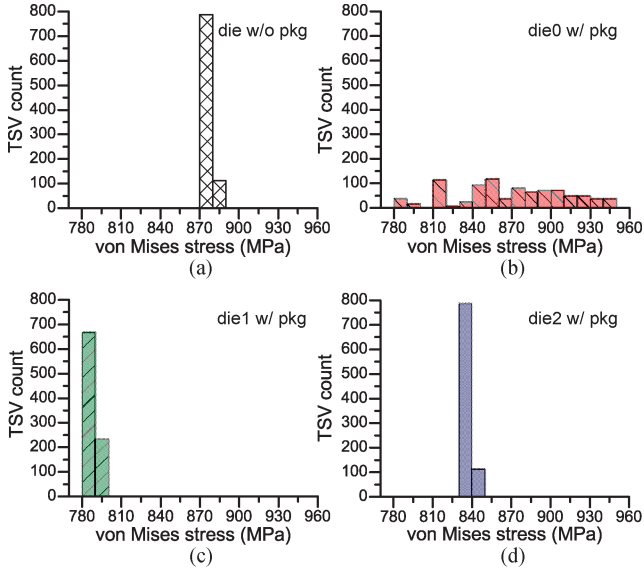 800
700
600
500
400
300
200
100
0
TSV count
die w/o pkg
780 810 840 870 900 930 960
von Mises stress (MPa)
(a)
800
700
600
500
400
300
200
100
0
TSV count
die0 w/ pkg
780 810 840 870 900 930 960
von Mises stress (MPa)
(b)
800
700
600
500
400
300
200
100
0
TSV count
die1 w/ pkg
780 810 840 870 900 930 960
von Mises stress (MPa)
(c)
800
700
600
500
400
300
200
100
0
TSV count
die2 w/ pkg
780 810 840 870 900 930 960
von Mises stress (MPa)
(d)